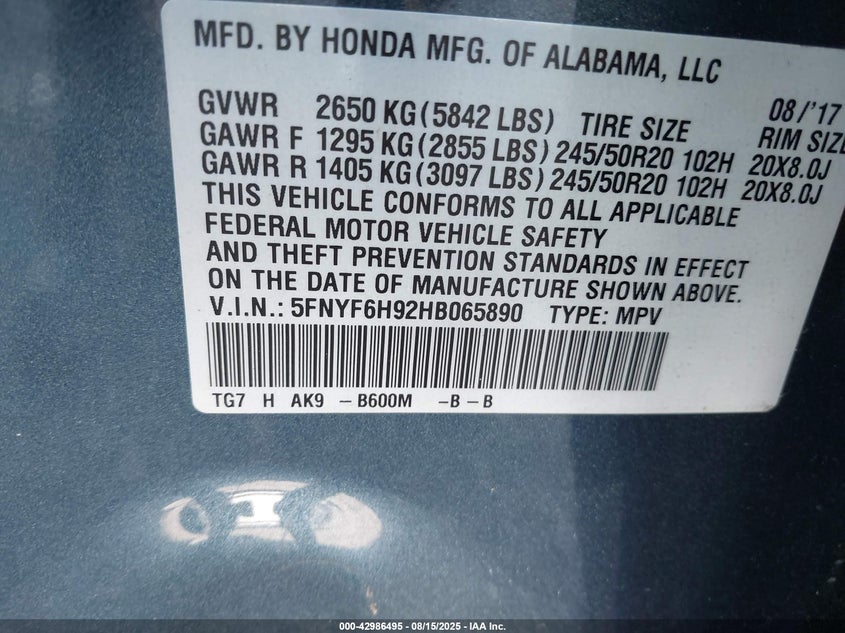 MFD. BY HONDA MFG. OF ALABAMA, LLC
08/'17
GVWR 2650 KG (5842 LBS) TIRE SIZE RIM SIZE
GAWR F 1295 KG (2855 LBS) 245/50R20 102H 20X8.0J
GAWR R 1405 KG (3097 LBS) 245/50R20 102H 20X8.0J
THIS VEHICLE CONFORMS TO ALL APPLICABLE
FEDERAL MOTOR VEHICLE SAFETY
AND THEFT PREVENTION STANDARDS IN EFFECT
ON THE DATE OF MANUFACTURE SHOWN ABOVE.
V.I.N.: 5FNYF6H92HB065890 TYPE: MPV
TG7 H AK9 – B600M –B – B
000-42986495 - 08/15/2025 - IAA Inc.